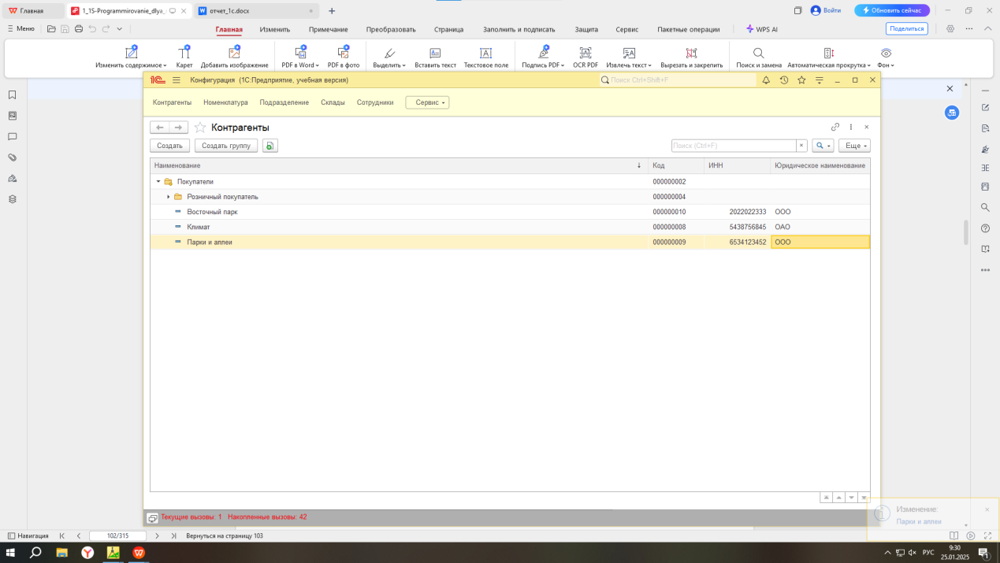 Главная
1_1S-Programmirovanie_dlya_
отчет_1с.docx
Войти
Обновить сейчас
Меню
Главная Изменить Примечание Преобразовать Страница Заполнить и подписать Защита Сервис Пакетные операции WPS AI
Поделиться
Изменить содержимое Карет Добавить изображение PDF в Word PDF в фото Выделить Вставить текст Текстовое поле Подпись PDF OCR PDF Извлечь текст Вырезать и закрепить Поиск и замена Автоматическая прокрутка Фон
Конфигурация (1С:Предприятие, учебная версия)
Поиск Ctrl+Shift+F
Контрагенты Номенклатура Подразделение Склады Сотрудники Сервис
Контрагенты
Создать Создать группу
Поиск (Ctrl+F)
Еще
Наименование Код ИНН Юридическое наименование
Покупатели 000000002
Розничный покупатель 000000004
Восточный парк 000000010 2022022333 ООО
Климат 000000008 5438756845 ОАО
Парки и аллеи 000000009 6534123452 ООО
Текущие вызовы: 1 Накопленные вызовы: 42
Изменение:
Парки и аллеи
Навигация 102/315 Вернуться на страницу 103
РУС
9:30
25.01.2025
1